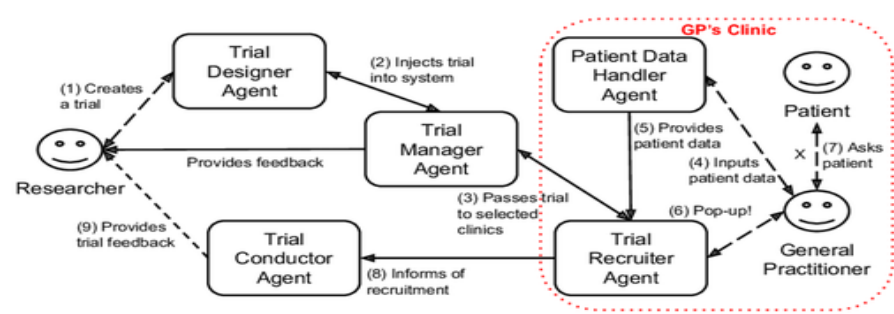 GP's Clinic
Trial
Designer
Agent
(2) Injects trial
into system
Patient Data
Handler
Agent
(1) Creates
a trial
Patient
Trial
Manager
Agent
(5) Provides
patient data
(7) Asks
patient
X
Provides feedback
(4) Inputs
patient data
Researcher
(3) Passes trial
to selected
clinics
(6) Pop-up!
(9) Provides
trial feedback
Trial
Conductor
Agent
Trial
Recruiter
Agent
General
Practitioner
(8) Informs of
recruitment